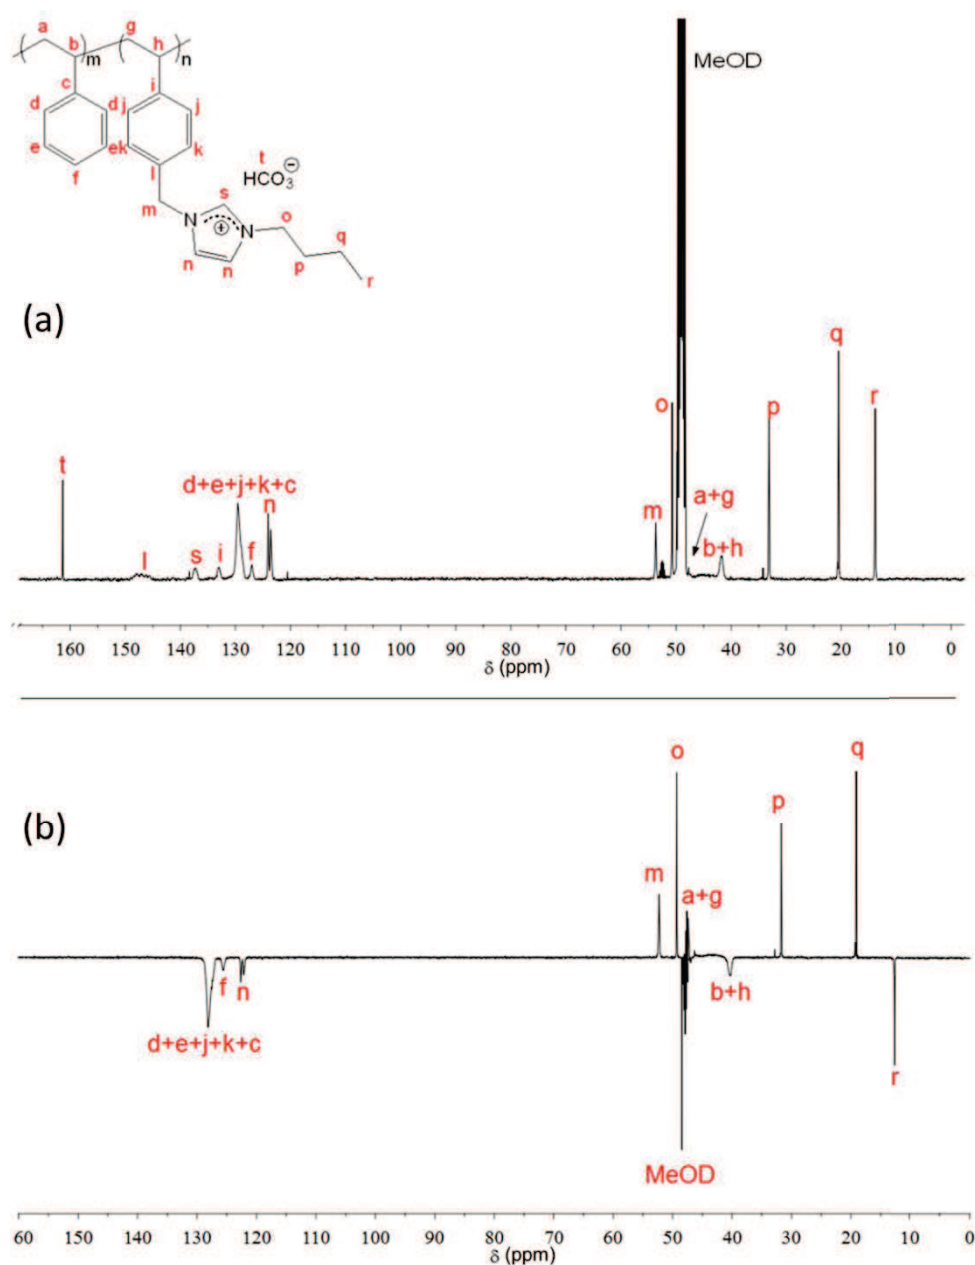 a g
b h
m n
c i
d d j j
e e k k
f l
t
HCO3⊖
m s
N ⊕ N
o
q
n n p r
(a)
MeOD
t
d+e+j+k+c
l s i f n
m o
a+g
b+h
p q r
160 150 140 130 120 110 100 90 80 70 60 50 40 30 20 10 0
δ (ppm)
(b)
o q
p
m
a+g
f n
d+e+j+k+c
b+h
r
MeOD
60 150 140 130 120 110 100 90 80 70 60 50 40 30 20 10 0
δ (ppm)